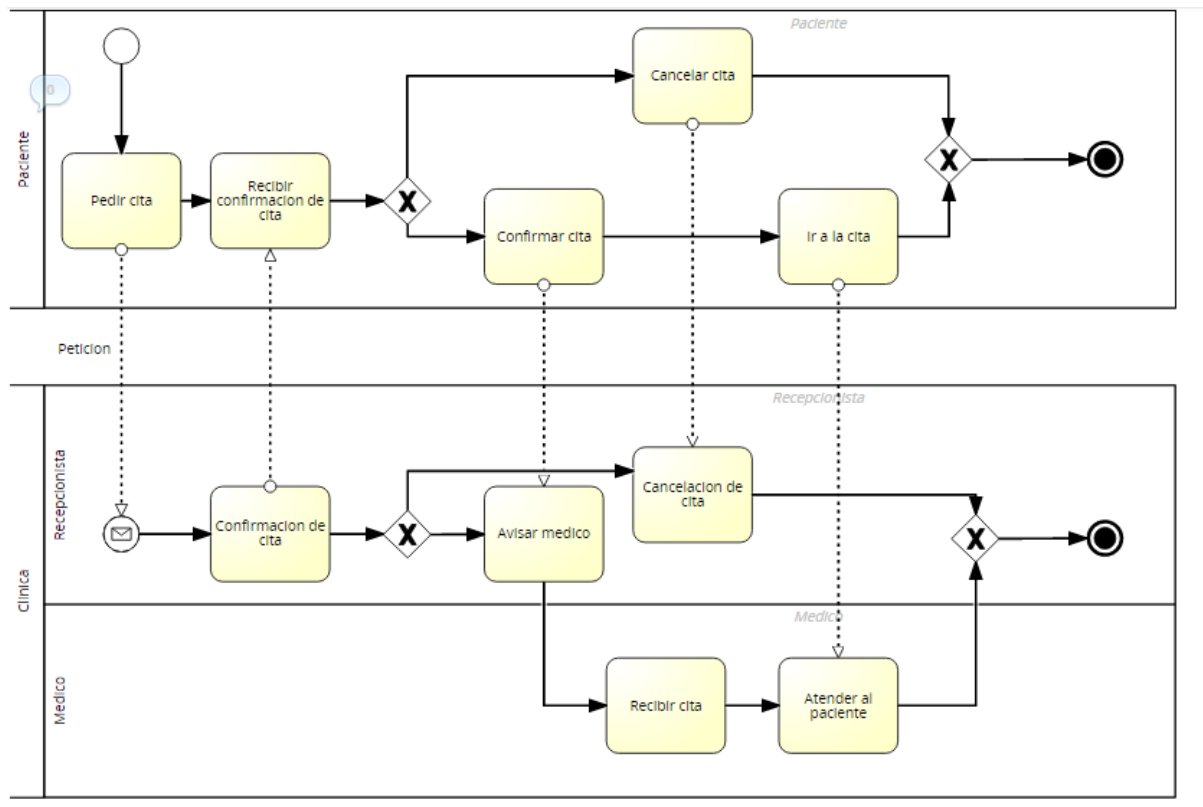 Paciente
Paciente
0
Cancelar cita
Pedir cita
Recibir
confirmacion de
cita
X
X
Confirmar cita
Ir a la cita
Peticion
Clinica
Recepcionista
Recepcionista
Confirmacion de
cita
X
Avisar medico
Cancelacion de
cita
X
Medico
Medico
Recibir cita
Atender al
paciente